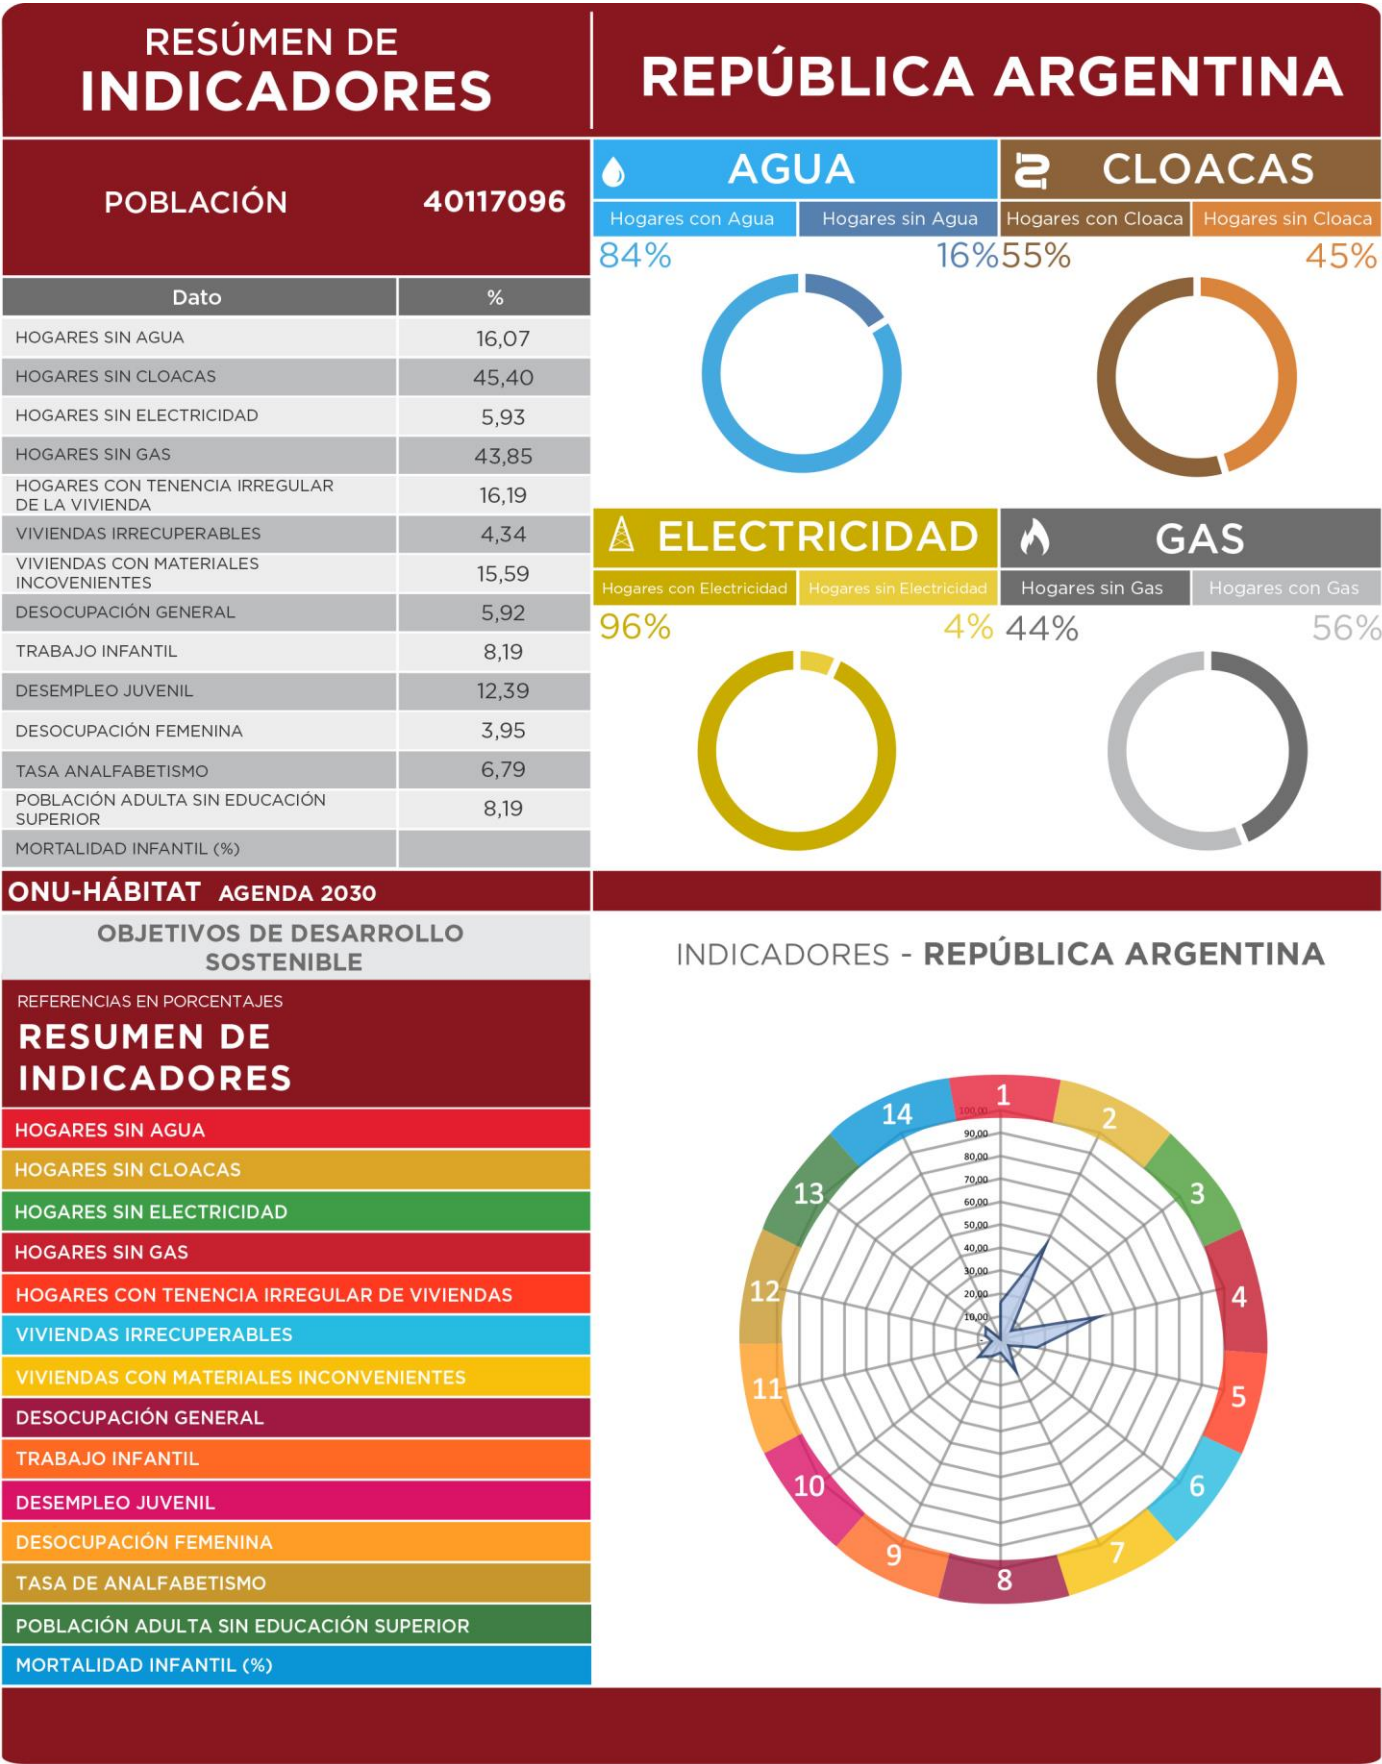 RESÚMEN DE
INDICADORES
REPÚBLICA ARGENTINA
POBLACIÓN 40117096
Dato %
HOGARES SIN AGUA 16,07
HOGARES SIN CLOACAS 45,40
HOGARES SIN ELECTRICIDAD 5,93
HOGARES SIN GAS 43,85
HOGARES CON TENENCIA IRREGULAR
DE LA VIVIENDA 16,19
VIVIENDAS IRRECUPERABLES 4,34
VIVIENDAS CON MATERIALES
INCOVENIENTES 15,59
DESOCUPACIÓN GENERAL 5,92
TRABAJO INFANTIL 8,19
DESEMPLEO JUVENIL 12,39
DESOCUPACIÓN FEMENINA 3,95
TASA ANALFABETISMO 6,79
POBLACIÓN ADULTA SIN EDUCACIÓN
SUPERIOR 8,19
MORTALIDAD INFANTIL (%)
AGUA
Hogares con Agua Hogares sin Agua
84% 16%
CLOACAS
Hogares con Cloaca Hogares sin Cloaca
55% 45%
ELECTRICIDAD
Hogares con Electricidad Hogares sin Electricidad
96% 4%
GAS
Hogares sin Gas Hogares con Gas
44% 56%
ONU-HÁBITAT AGENDA 2030
OBJETIVOS DE DESARROLLO
SOSTENIBLE
REFERENCIAS EN PORCENTAJES
RESUMEN DE
INDICADORES
HOGARES SIN AGUA
HOGARES SIN CLOACAS
HOGARES SIN ELECTRICIDAD
HOGARES SIN GAS
HOGARES CON TENENCIA IRREGULAR DE VIVIENDAS
VIVIENDAS IRRECUPERABLES
VIVIENDAS CON MATERIALES INCONVENIENTES
DESOCUPACIÓN GENERAL
TRABAJO INFANTIL
DESEMPLEO JUVENIL
DESOCUPACIÓN FEMENINA
TASA DE ANALFABETISMO
POBLACIÓN ADULTA SIN EDUCACIÓN SUPERIOR
MORTALIDAD INFANTIL (%)
INDICADORES - REPÚBLICA ARGENTINA
1
2
3
4
5
6
7
8
9
10
11
12
13
14
100,00
90,00
80,00
70,00
60,00
50,00
40,00
30,00
20,00
10,00
-